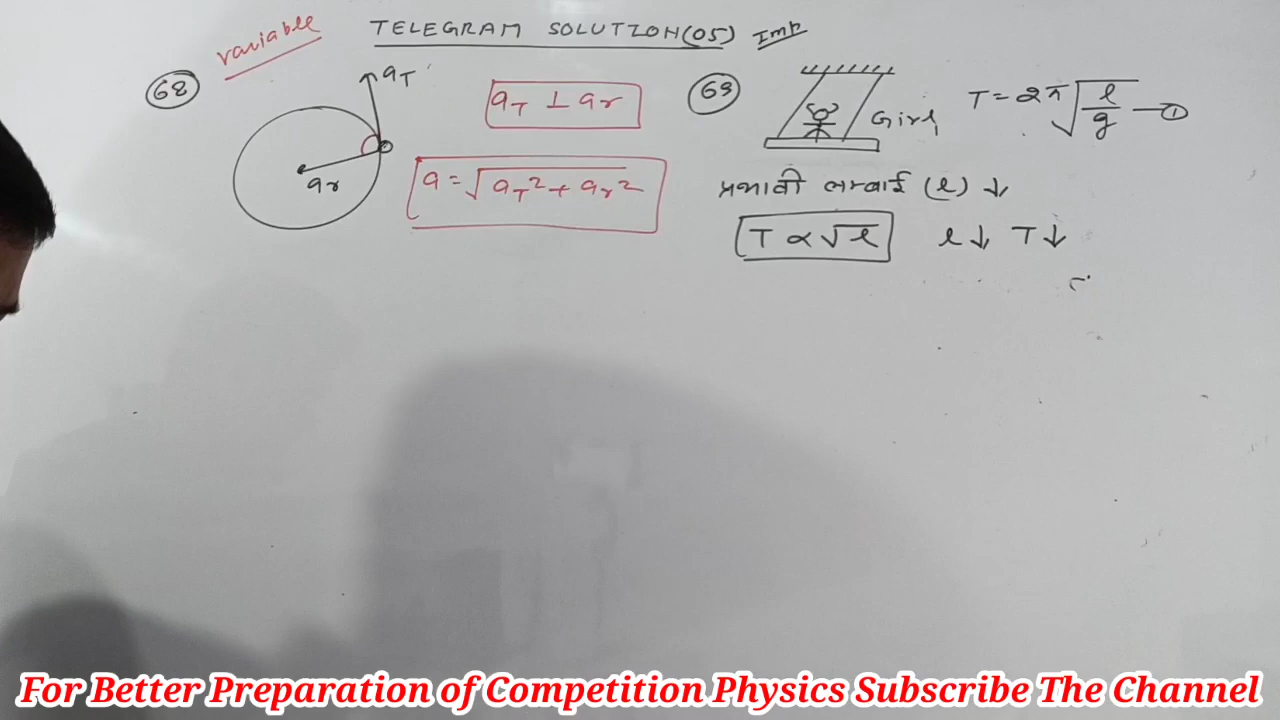 TELEGRAM SOLUTION(05) Imp
variable
68
aT
ar
aT ⊥ ar
a = √aT² + ar²
69
Girl
T = 2π√l/g —①
प्रभावी लम्बाई (l) ↓
T ∝ √l l↓ T↓
For Better Preparation of Competition Physics Subscribe The Channel